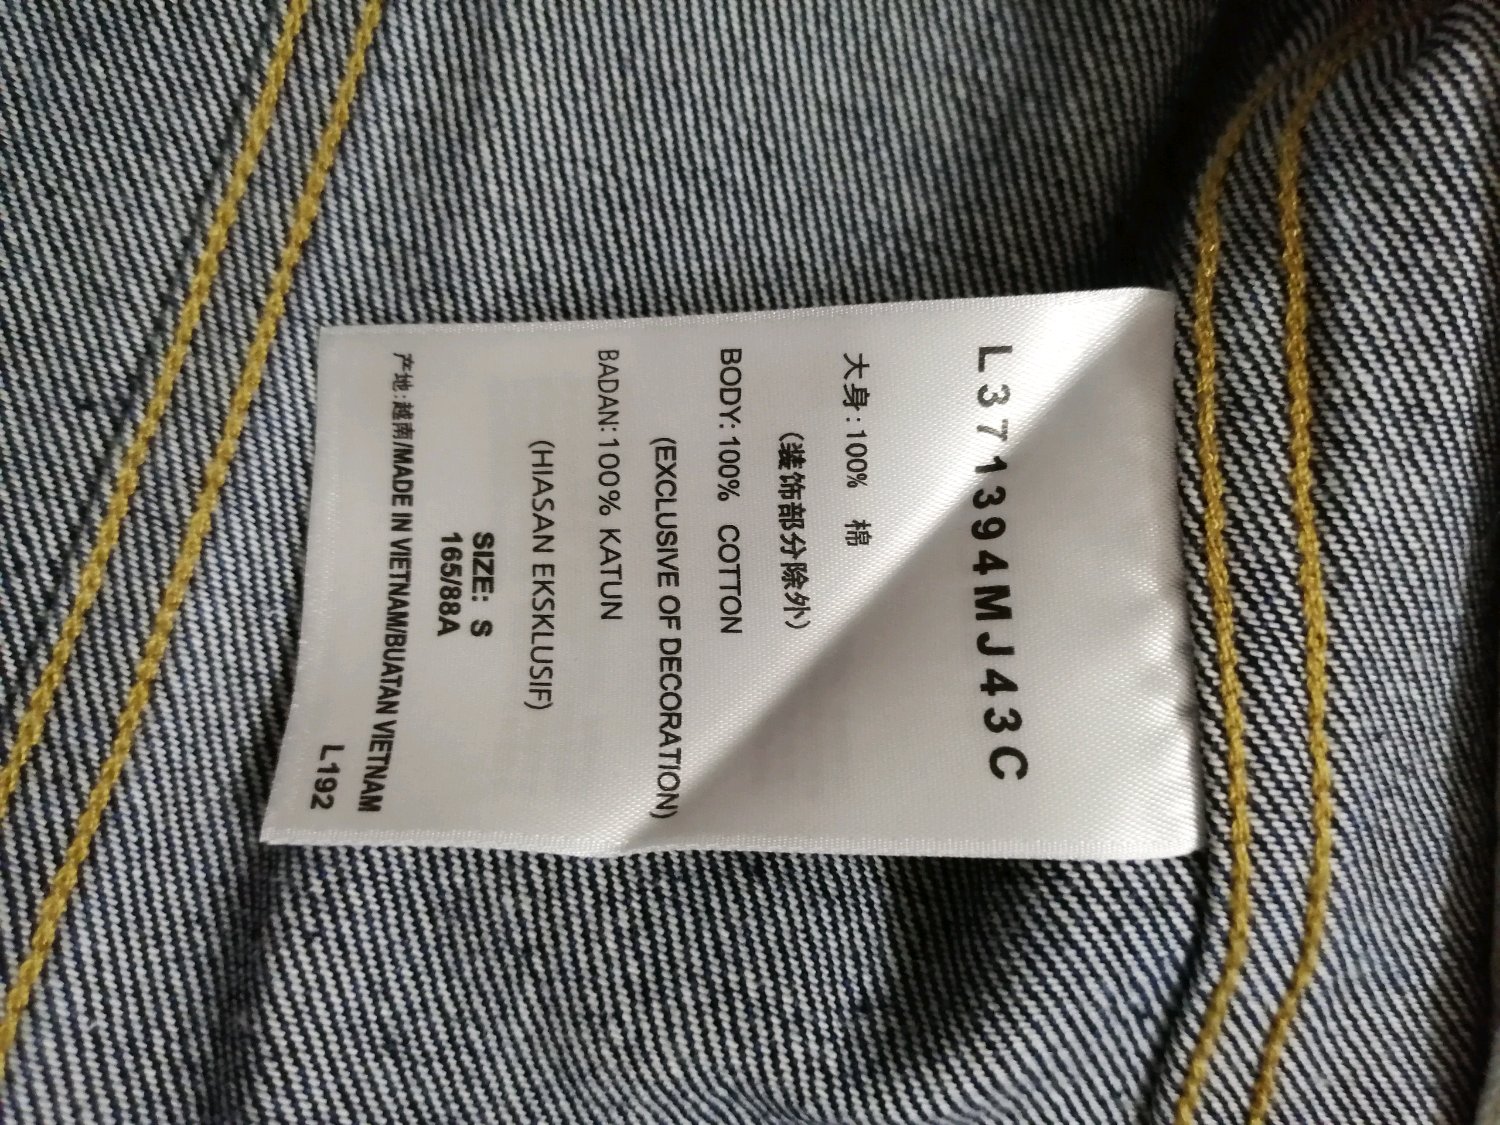 L371394MJ43C
大身:100% 棉
(装饰部分除外)
BODY:100% COTTON
(EXCLUSIVE OF DECORATION)
BADAN:100% KATUN
(HIASAN EKSKLUSIF)
SIZE: S
165/88A
产地:越南/MADE IN VIETNAM/BUATAN VIETNAM
L192